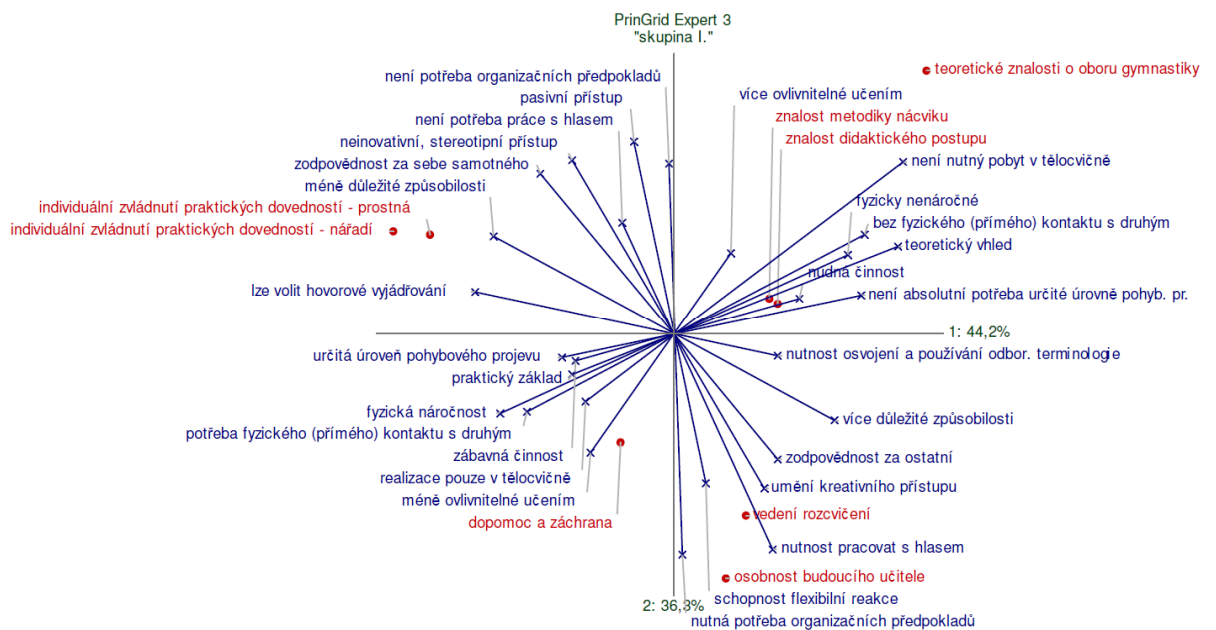 PrinGrid Expert 3
"skupina I."
teoretické znalosti o oboru gymnastiky
není potřeba organizačních předpokladů
více ovlivnitelné učením
pasivní přístup
znalost metodiky nácviku
není potřeba práce s hlasem
znalost didaktického postupu
neinovativní, stereotipní přístup
není nutný pobyt v tělocvičně
zodpovědnost za sebe samotného
méně důležité způsobilosti
fyzicky nenáročné
individuální zvládnutí praktických dovedností - prostná
bez fyzického (přímého) kontaktu s druhým
individuální zvládnutí praktických dovedností - nářadí
teoretický vhled
nudná činnost
lze volit hovorové vyjádřování
není absolutní potřeba určité úrovně pohyb. pr.
1: 44,2%
určitá úroveň pohybového projevu
nutnost osvojení a používání odbor. terminologie
praktický základ
fyzická náročnost
více důležité způsobilosti
potřeba fyzického (přímého) kontaktu s druhým
zábavná činnost
zodpovědnost za ostatní
realizace pouze v tělocvičně
umění kreativního přístupu
méně ovlivnitelné učením
dopomoc a záchrana
vedení rozcvičení
nutnost pracovat s hlasem
osobnost budoucího učitele
schopnost flexibilní reakce
2: 36,3%
nutná potřeba organizačních předpokladů